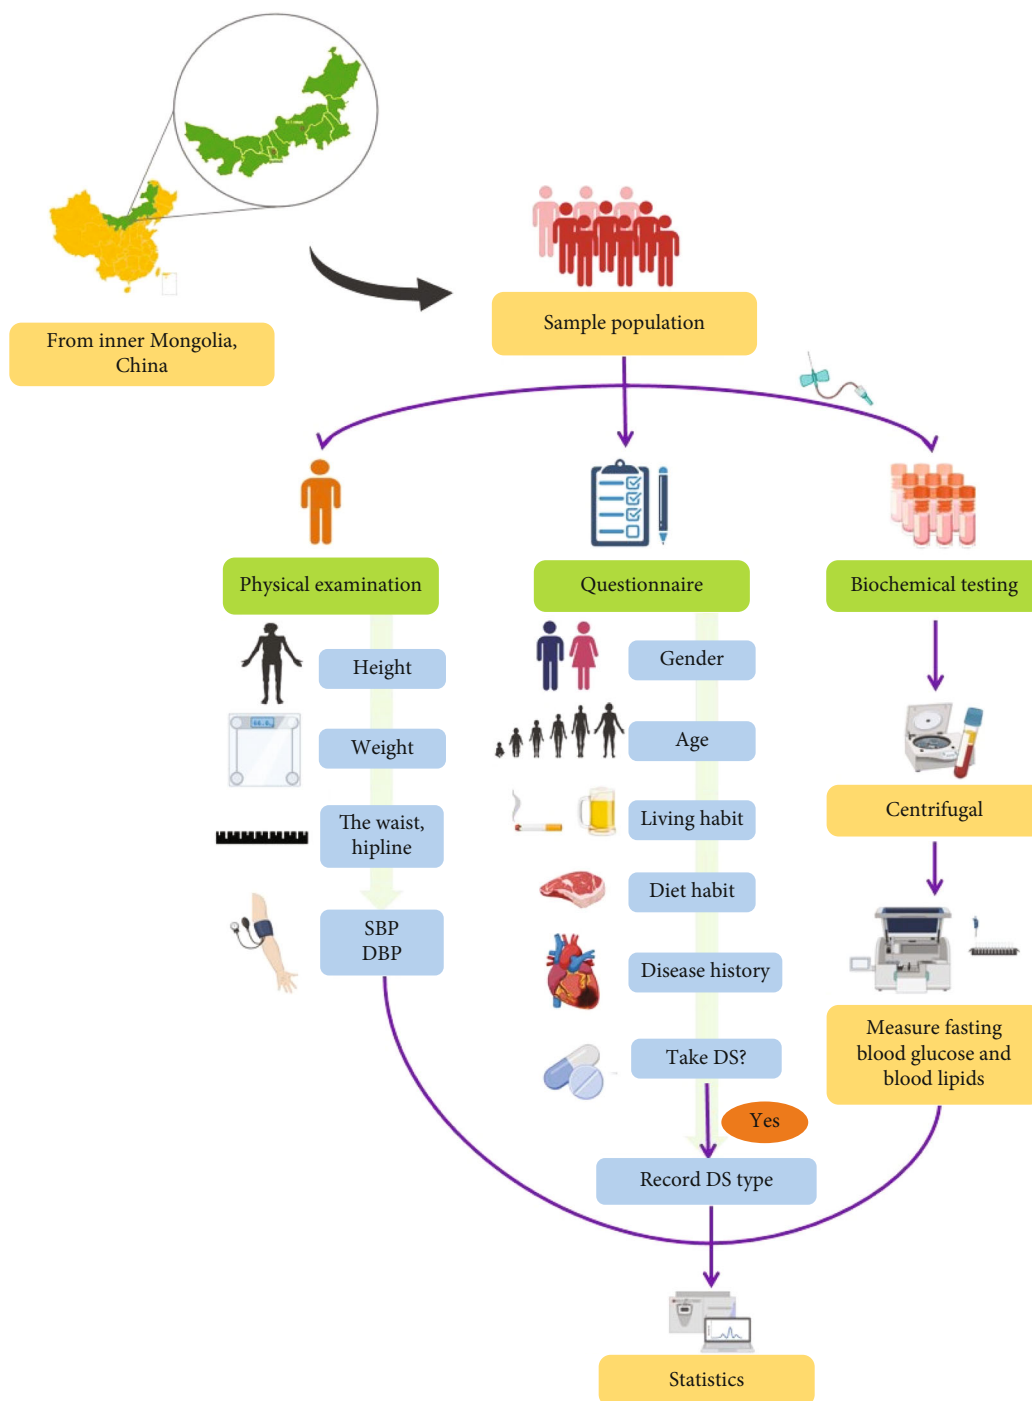 From inner Mongolia,
China
Sample population
Physical examination
Height
Weight
The waist,
hipline
SBP
DBP
Questionnaire
Gender
Age
Living habit
Diet habit
Disease history
Take DS?
Yes
Record DS type
Biochemical testing
Centrifugal
Measure fasting
blood glucose and
blood lipids
Statistics